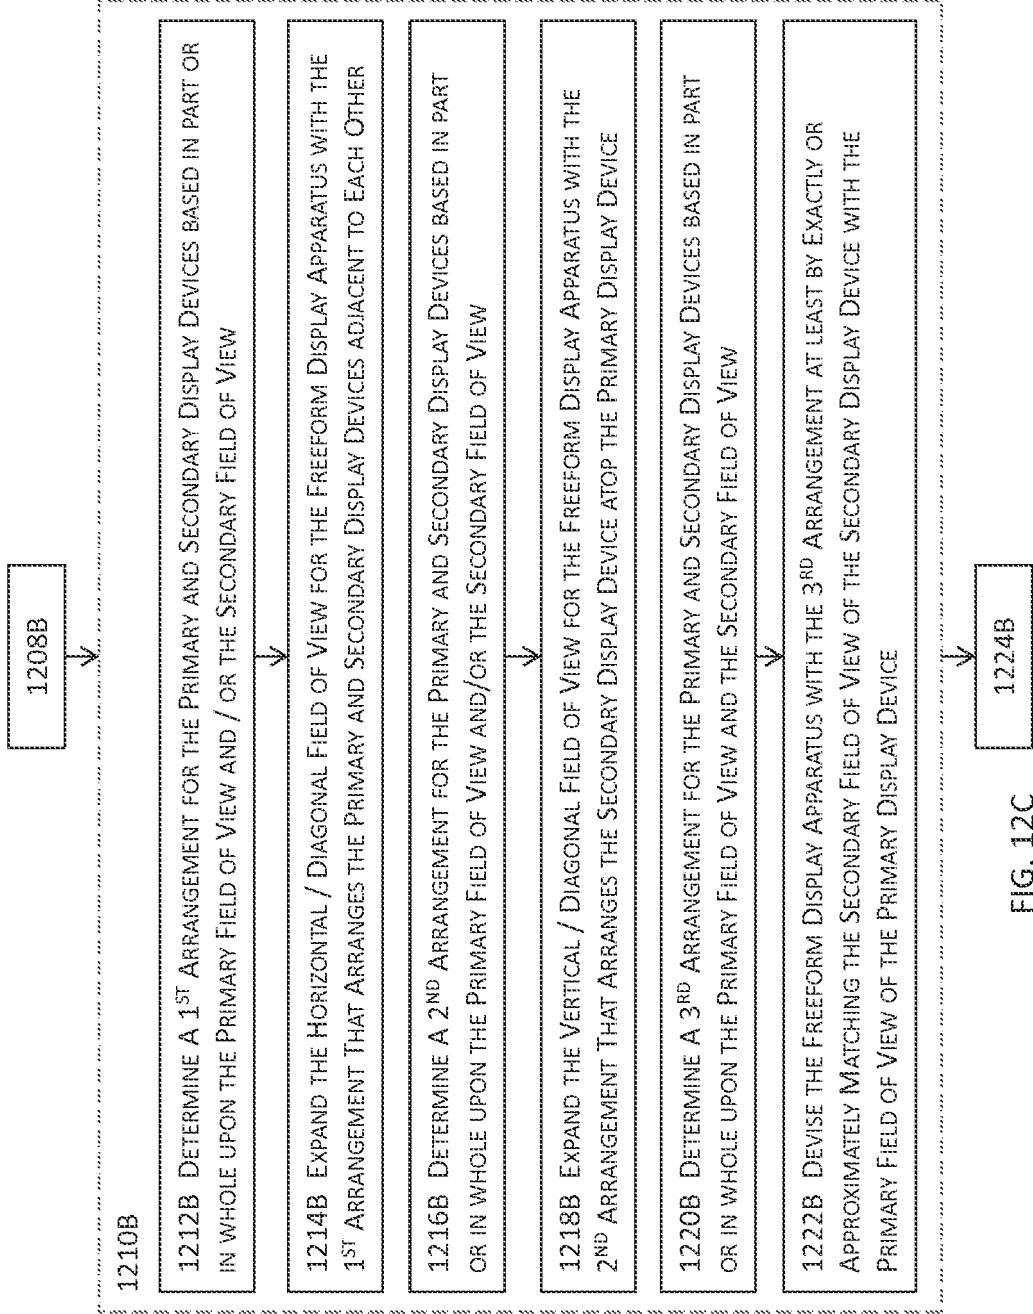 1208B
1210B
1212B DETERMINE A 1ST ARRANGEMENT FOR THE PRIMARY AND SECONDARY DISPLAY DEVICES BASED IN PART OR
IN WHOLE UPON THE PRIMARY FIELD OF VIEW AND / OR THE SECONDARY FIELD OF VIEW
1214B EXPAND THE HORIZONTAL / DIAGONAL FIELD OF VIEW FOR THE FREEFORM DISPLAY APPARATUS WITH THE
1ST ARRANGEMENT THAT ARRANGES THE PRIMARY AND SECONDARY DISPLAY DEVICES ADJACENT TO EACH OTHER
1216B DETERMINE A 2ND ARRANGEMENT FOR THE PRIMARY AND SECONDARY DISPLAY DEVICES BASED IN PART
OR IN WHOLE UPON THE PRIMARY FIELD OF VIEW AND/OR THE SECONDARY FIELD OF VIEW
1218B EXPAND THE VERTICAL / DIAGONAL FIELD OF VIEW FOR THE FREEFORM DISPLAY APPARATUS WITH THE
2ND ARRANGEMENT THAT ARRANGES THE SECONDARY DISPLAY DEVICE ATOP THE PRIMARY DISPLAY DEVICE
1220B DETERMINE A 3RD ARRANGEMENT FOR THE PRIMARY AND SECONDARY DISPLAY DEVICES BASED IN PART
OR IN WHOLE UPON THE PRIMARY FIELD OF VIEW AND THE SECONDARY FIELD OF VIEW
1222B DEVISE THE FREEFORM DISPLAY APPARATUS WITH THE 3RD ARRANGEMENT AT LEAST BY EXACTLY OR
APPROXIMATELY MATCHING THE SECONDARY FIELD OF VIEW OF THE SECONDARY DISPLAY DEVICE WITH THE
PRIMARY FIELD OF VIEW OF THE PRIMARY DISPLAY DEVICE
1224B
FIG. 12C